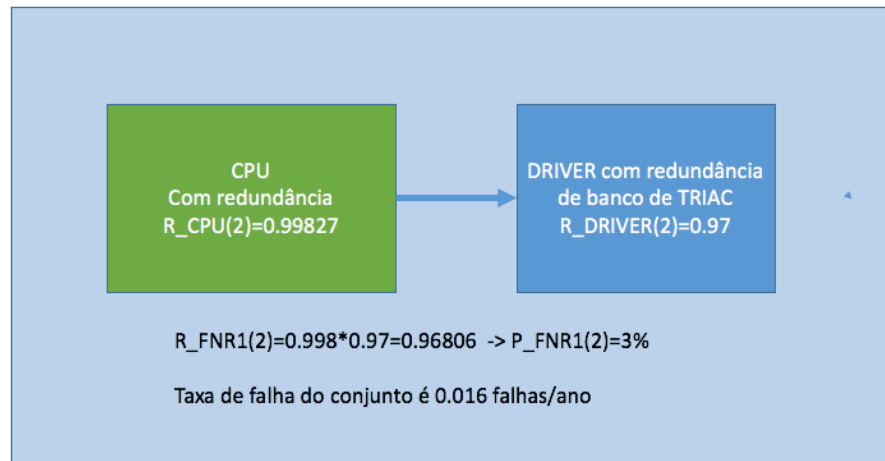 CPU
Com redundância
R_CPU(2)=0.99827
DRIVER com redundância
de banco de TRIAC
R_DRIVER(2)=0.97
R_FNR1(2)=0.998*0.97=0.96806 -> P_FNR1(2)=3%
Taxa de falha do conjunto é 0.016 falhas/ano